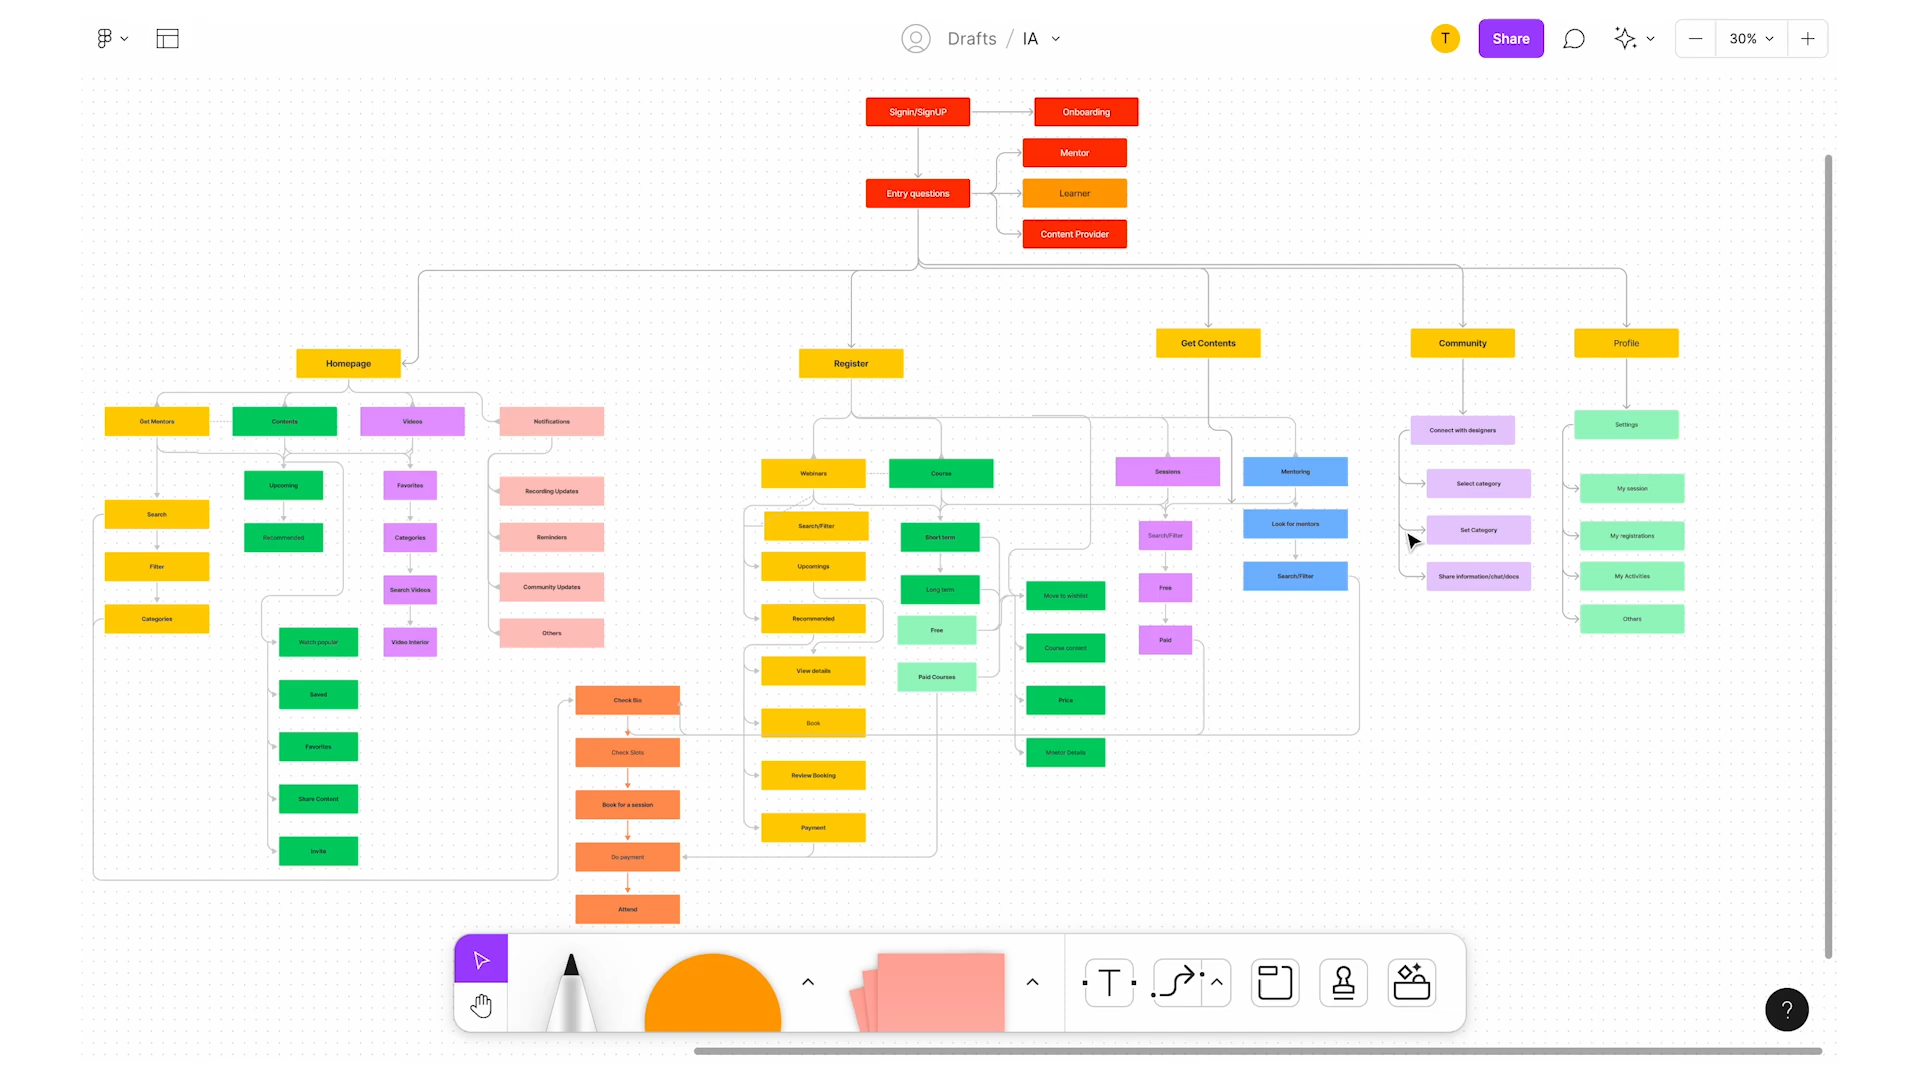 Drafts / IA
T
Share
30%
Signin/SignUP
Onboarding
Mentor
Entry questions
Learner
Content Provider
Homepage
Register
Get Contents
Community
Profile
Get Mentors
Contents
Videos
Notifications
Webinars
Course
Sessions
Mentoring
Connect with designers
Settings
Upcoming
Favorites
Recording Updates
Search
Recommended
Categories
Reminders
Filter
Search Videos
Community Updates
Categories
Video Interior
Others
Watch popular
Saved
Favorites
Share Content
Invite
Check Bio
Check Slots
Book for a session
Do payment
Attend
Search/Filter
Upcomings
Recommended
View details
Book
Review Booking
Payment
Short term
Long term
Free
Paid Courses
Move to wishlist
Course content
Price
Mentor Details
Search/Filter
Free
Paid
Look for mentors
Search/Filter
Select category
Set Category
Share information/chat/docs
My session
My registrations
My Activities
Others
T
?